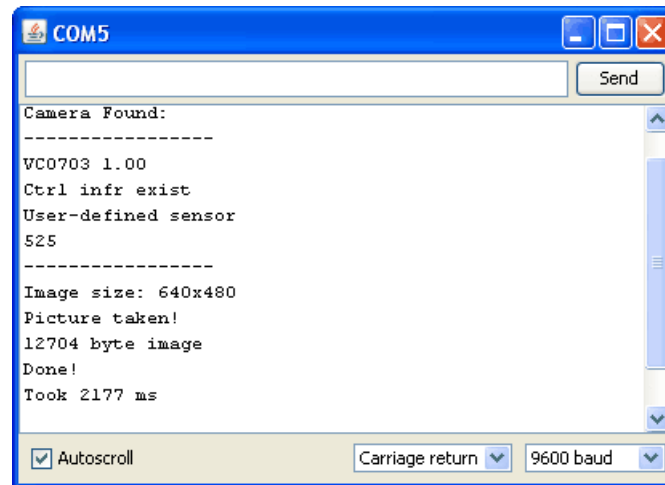 COM5
Send
Camera Found:
-----------------
VC0703 1.00
Ctrl infr exist
User-defined sensor
525
-----------------
Image size: 640x480
Picture taken!
12704 byte image
Done!
Took 2177 ms
Autoscroll
Carriage return
9600 baud